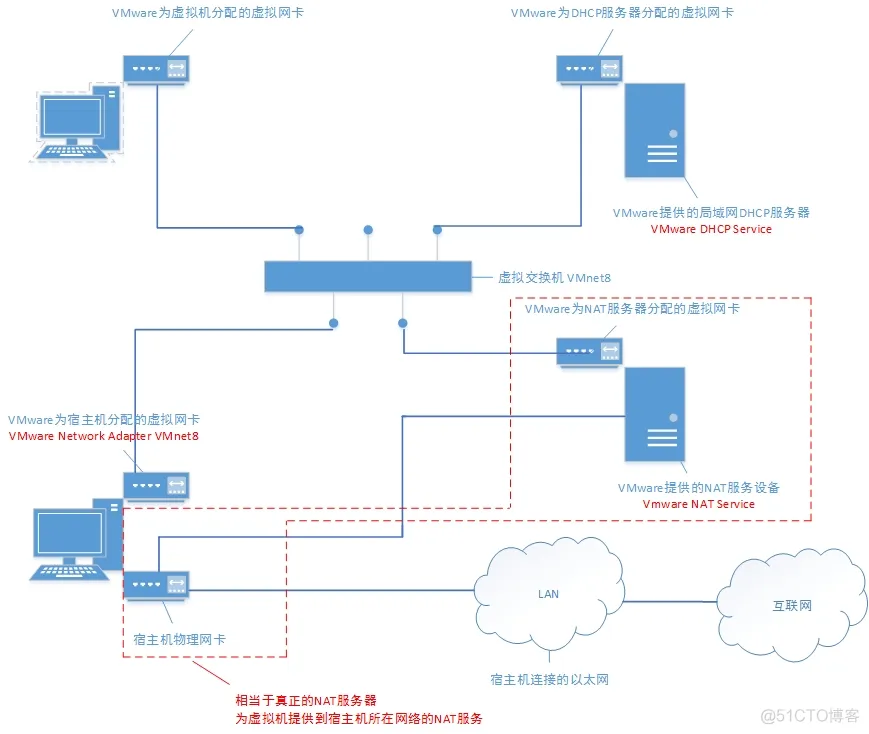 VMware为虚拟机分配的虚拟网卡
VMware为DHCP服务器分配的虚拟网卡
VMware提供的局域网DHCP服务器
VMware DHCP Service
虚拟交换机 VMnet8
VMware为NAT服务器分配的虚拟网卡
VMware为宿主机分配的虚拟网卡
VMware Network Adapter VMnet8
VMware提供的NAT服务设备
Vmware NAT Service
LAN
互联网
宿主机物理网卡
宿主机连接的以太网
相当于真正的NAT服务器
为虚拟机提供到宿主机所在网络的NAT服务
@51CTO博客